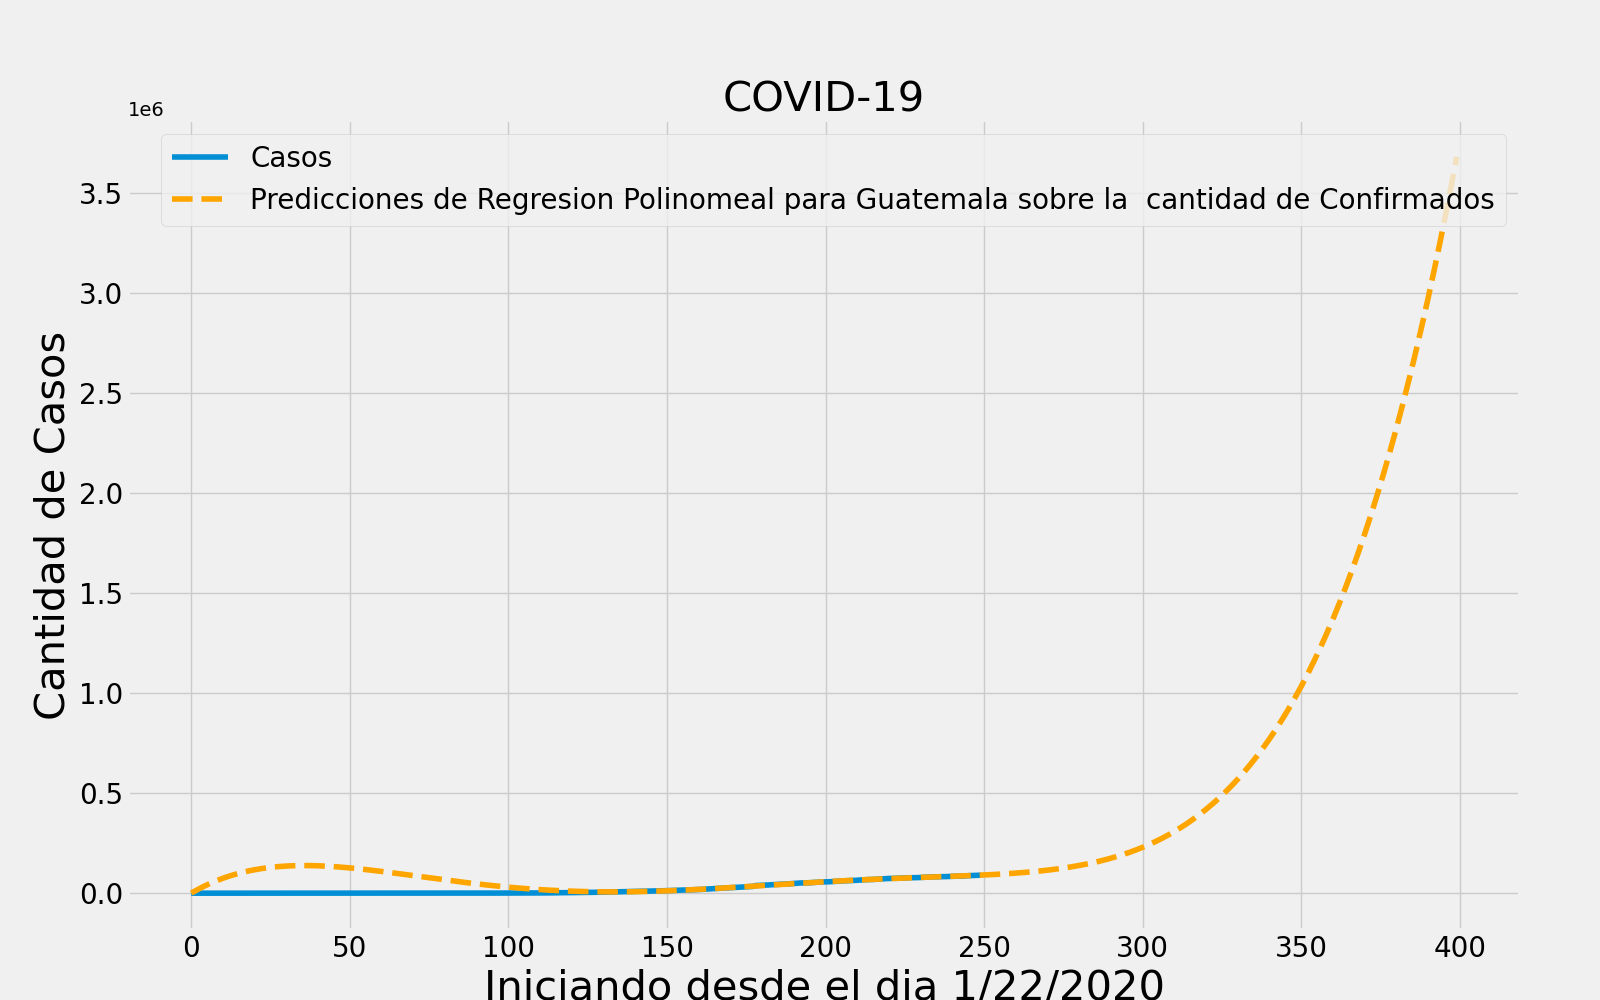 COVID-19
1e6
Casos
Predicciones de Regresion Polinomeal para Guatemala sobre la  cantidad de Confirmados
Cantidad de Casos
3.5
3.0
2.5
2.0
1.5
1.0
0.5
0.0
0 50 100 150 200 250 300 350 400
Iniciando desde el dia 1/22/2020